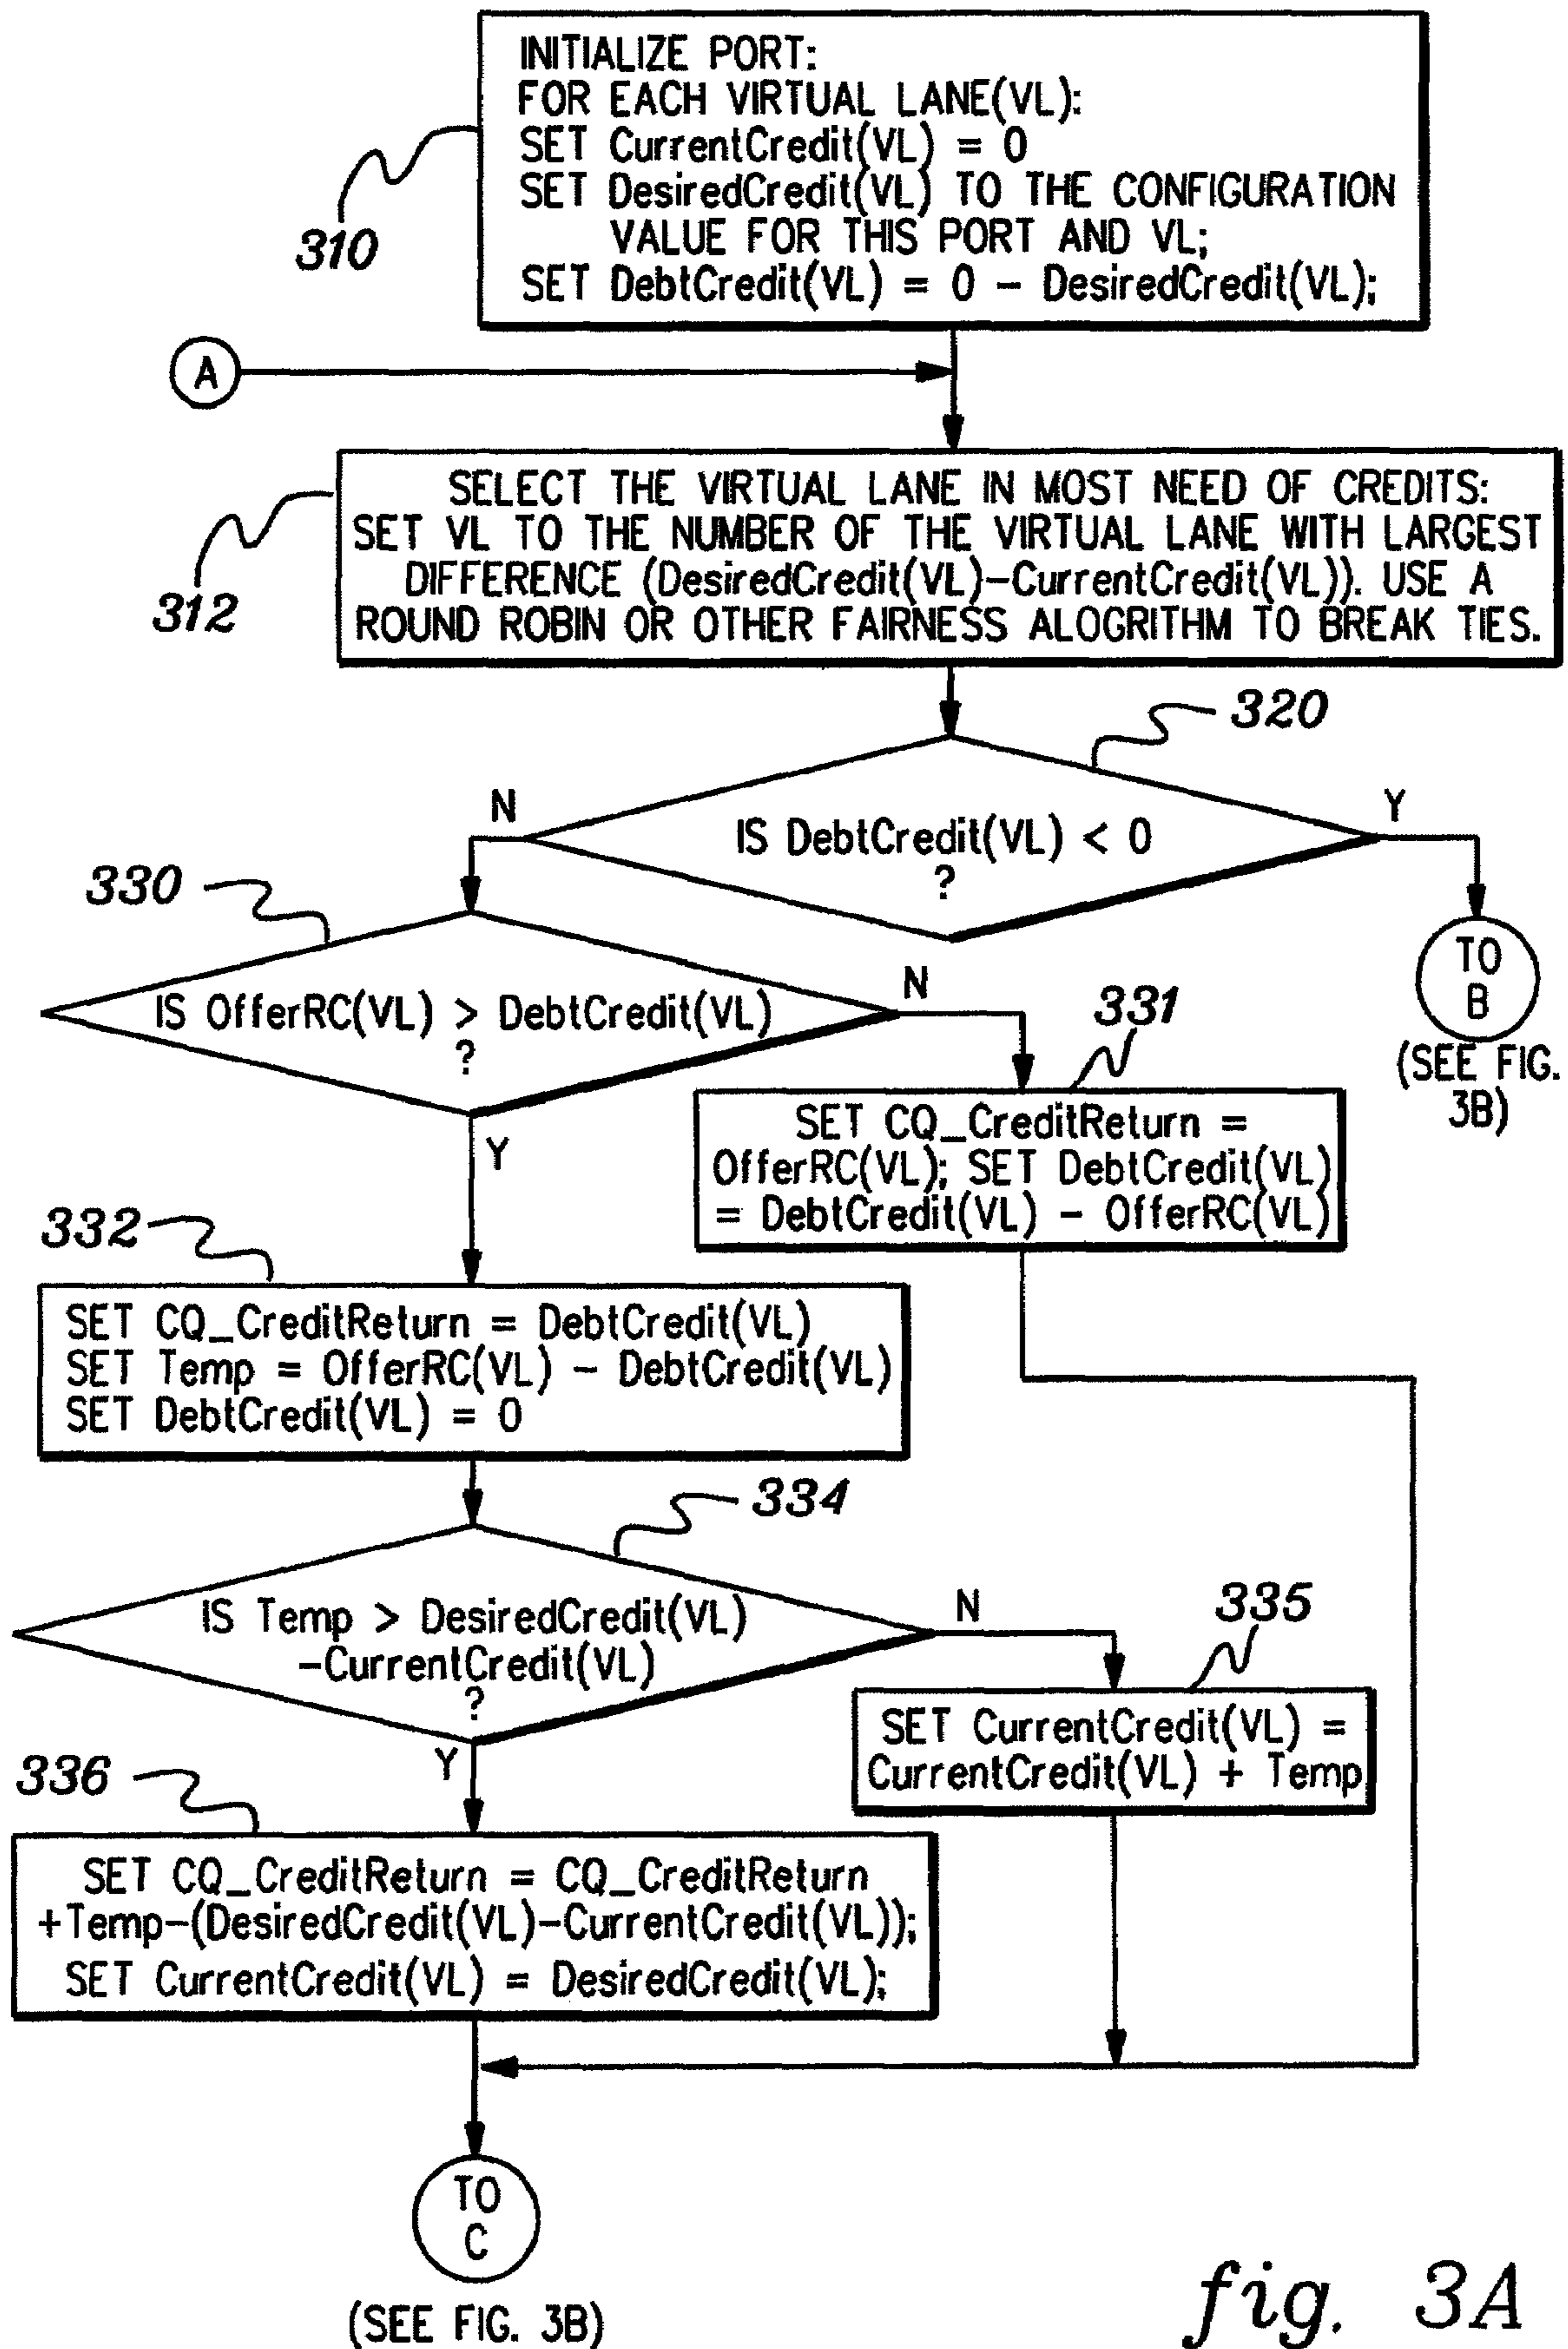 INITIALIZE PORT:
FOR EACH VIRTUAL LANE(VL):
SET CurrentCredit(VL) = 0
SET DesiredCredit(VL) TO THE CONFIGURATION
VALUE FOR THIS PORT AND VL;
SET DebtCredit(VL) = 0 - DesiredCredit(VL);
310
A
SELECT THE VIRTUAL LANE IN MOST NEED OF CREDITS:
SET VL TO THE NUMBER OF THE VIRTUAL LANE WITH LARGEST
DIFFERENCE (DesiredCredit(VL)-CurrentCredit(VL)). USE A
ROUND ROBIN OR OTHER FAIRNESS ALOGRITHM TO BREAK TIES.
312
320
N
Y
IS DebtCredit(VL) < 0
?
330
TO
B
(SEE FIG.
3B)
IS OfferRC(VL) > DebtCredit(VL)
?
N
Y
331
SET CQ_CreditReturn =
OfferRC(VL); SET DebtCredit(VL)
= DebtCredit(VL) - OfferRC(VL)
332
SET CQ_CreditReturn = DebtCredit(VL)
SET Temp = OfferRC(VL) - DebtCredit(VL)
SET DebtCredit(VL) = 0
334
IS Temp > DesiredCredit(VL)
-CurrentCredit(VL)
?
N
Y
335
SET CurrentCredit(VL) =
CurrentCredit(VL) + Temp
336
SET CQ_CreditReturn = CQ_CreditReturn
+Temp-(DesiredCredit(VL)-CurrentCredit(VL));
SET CurrentCredit(VL) = DesiredCredit(VL);
TO
C
(SEE FIG. 3B)
fig. 3A